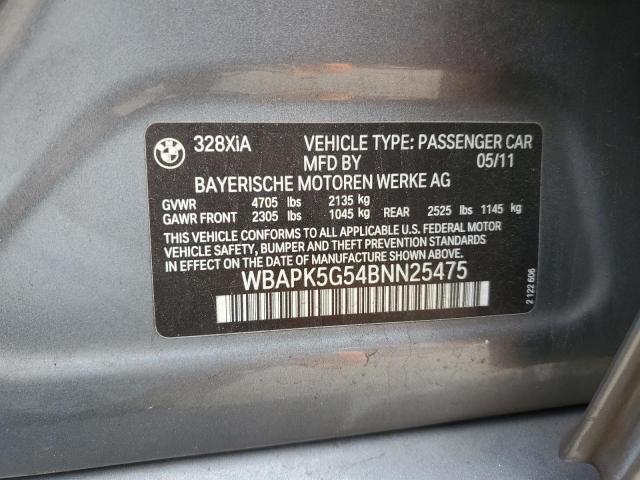 BMW 328XiA VEHICLE TYPE: PASSENGER CAR
MFD BY 05/11
BAYERISCHE MOTOREN WERKE AG
GVWR 4705 lbs 2135 kg
GAWR FRONT 2305 lbs 1045 kg REAR 2525 lbs 1145 kg
THIS VEHICLE CONFORMS TO ALL APPLICABLE U.S. FEDERAL MOTOR
VEHICLE SAFETY, BUMPER AND THEFT PREVENTION STANDARDS
IN EFFECT ON THE DATE OF MANUFACTURE SHOWN ABOVE.
WBAPK5G54BNN25475
2 122 606